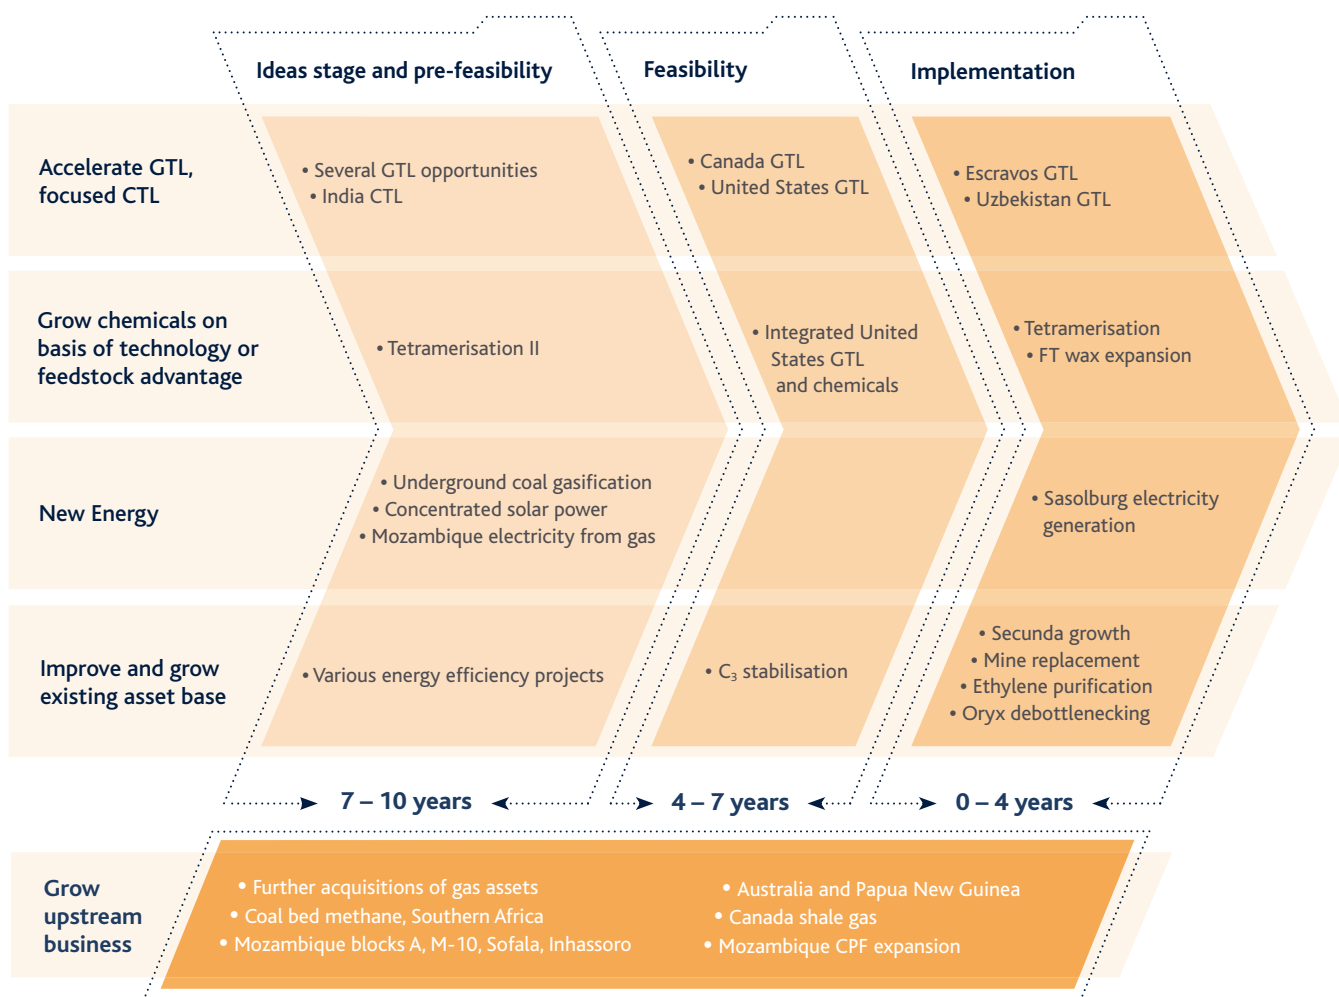 Ideas stage and pre-feasibility
Feasibility
Implementation
Accelerate GTL,
focused CTL
• Several GTL opportunities
• India CTL
• Canada GTL
• United States GTL
• Escravos GTL
• Uzbekistan GTL
Grow chemicals on
basis of technology or
feedstock advantage
• Tetramerisation II
• Integrated United
States GTL
and chemicals
• Tetramerisation
• FT wax expansion
New Energy
• Underground coal gasification
• Concentrated solar power
• Mozambique electricity from gas
• Sasolburg electricity
generation
Improve and grow
existing asset base
• Various energy efficiency projects
• C₃ stabilisation
• Secunda growth
• Mine replacement
• Ethylene purification
• Oryx debottlenecking
7 – 10 years
4 – 7 years
0 – 4 years
Grow
upstream
business
• Further acquisitions of gas assets
• Coal bed methane, Southern Africa
• Mozambique blocks A, M-10, Sofala, Inhassoro
• Australia and Papua New Guinea
• Canada shale gas
• Mozambique CPF expansion